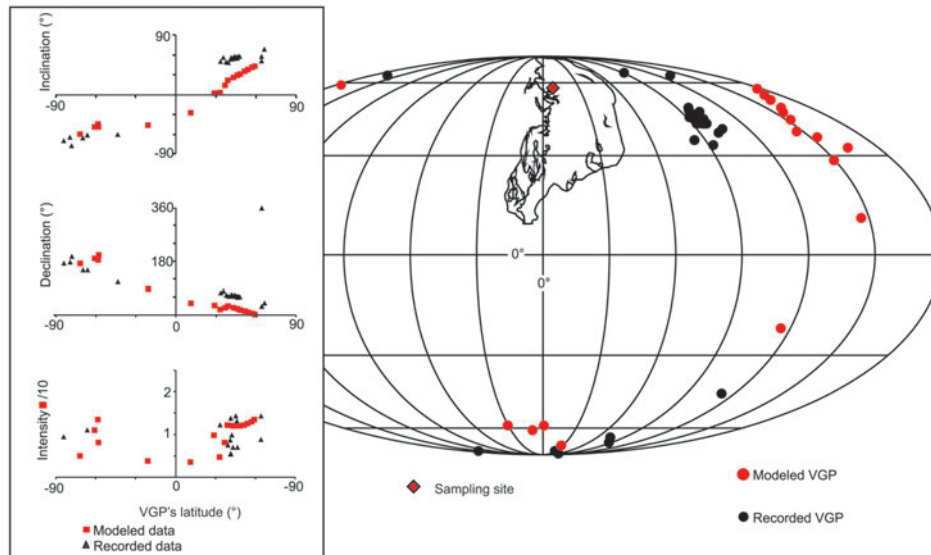 Inclination (°)
90
-90
90
-90
Declination (°)
360
180
-90
0
90
Intensity/10
2
1
-90
0
-90
VGP's latitude (°)
Modeled data
Recorded data
0°
0°
Sampling site
Modeled VGP
Recorded VGP